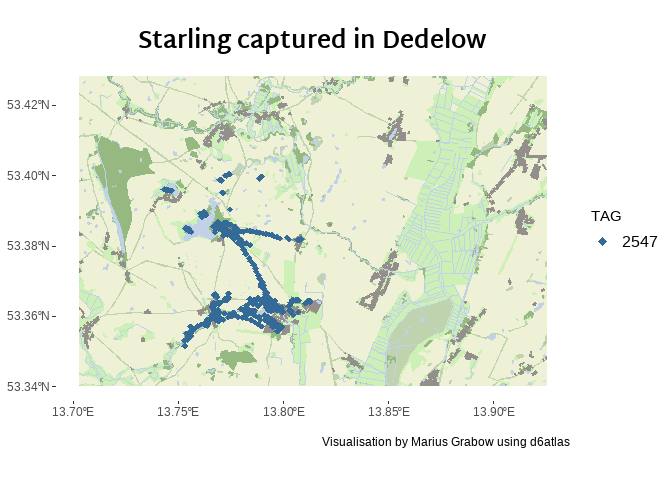 Starling captured in Dedelow
53.42°N
53.40°N
53.38°N
53.36°N
53.34°N
13.70°E
13.75°E
13.80°E
13.85°E
13.90°E
TAG
2547
Visualisation by Marius Grabow using d6atlas